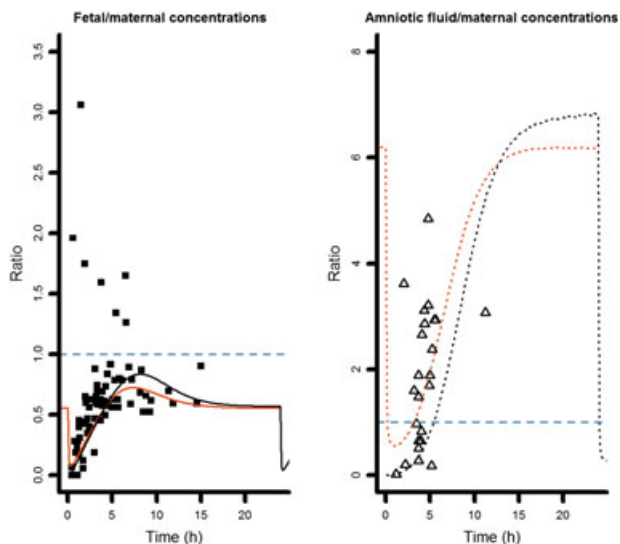 Fetal/maternal concentrations
3.5
3.0
2.5
2.0
1.5
1.0
0.5
0.0
Ratio
0 5 10 15 20
Time (h)
Amniotic fluid/maternal concentrations
8
6
4
2
0
Ratio
0 5 10 15 20
Time (h)